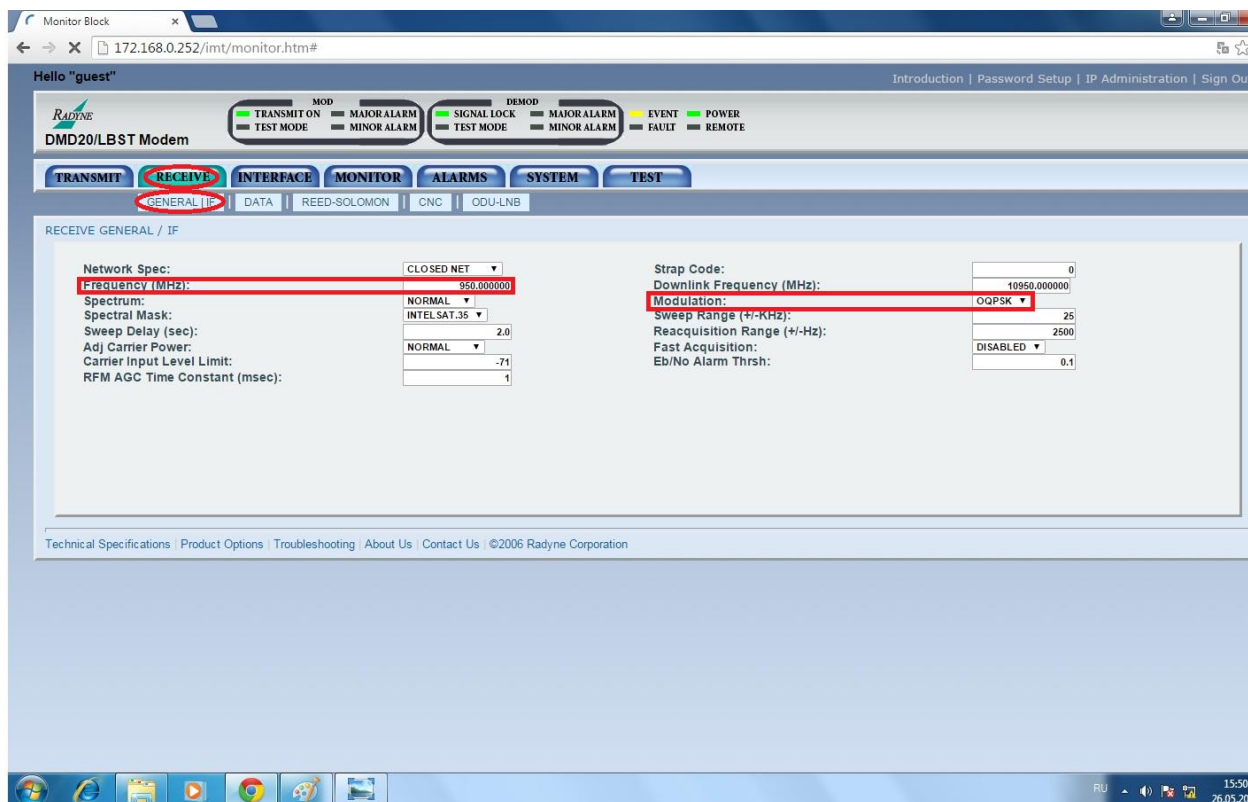 Monitor Block
172.168.0.252/imt/monitor.htm#
Hello "guest"
Introduction | Password Setup | IP Administration | Sign Ou
RADYNE
DMD20/LBST Modem
MOD
TRANSMIT ON MAJOR ALARM
TEST MODE MINOR ALARM
DEMOD
SIGNAL LOCK MAJOR ALARM
TEST MODE MINOR ALARM
EVENT POWER
FAULT REMOTE
TRANSMIT RECEIVE INTERFACE MONITOR ALARMS SYSTEM TEST
GENERAL | IF | DATA | REED-SOLOMON | CNC | ODU-LNB
RECEIVE GENERAL / IF
Network Spec: CLOSED NET
Frequency (MHz): 950.000000
Spectrum: NORMAL
Spectral Mask: INTELSAT.35
Sweep Delay (sec): 2.0
Adj Carrier Power: NORMAL
Carrier Input Level Limit: -71
RFM AGC Time Constant (msec): 1
Strap Code: 0
Downlink Frequency (MHz): 10950.000000
Modulation: OQPSK
Sweep Range (+/-KHz): 25
Reacquisition Range (+/-Hz): 2500
Fast Acquisition: DISABLED
Eb/No Alarm Thrsh: 0.1
Technical Specifications | Product Options | Troubleshooting | About Us | Contact Us | ©2006 Radyne Corporation
RU
15:50
26.05.20